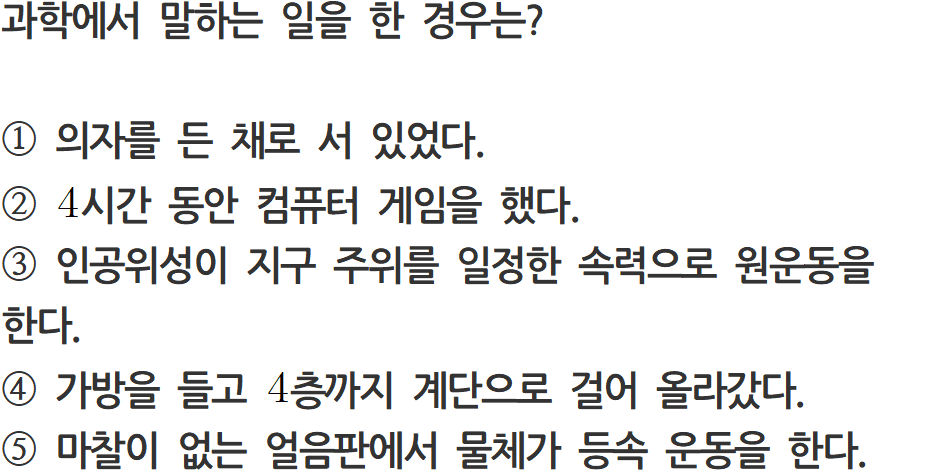 과학에서 말하는 일을 한 경우는?
① 의자를 든 채로 서 있었다.
② 4시간 동안 컴퓨터 게임을 했다.
③ 인공위성이 지구 주위를 일정한 속력으로 원운동을
한다.
④ 가방을 들고 4층까지 계단으로 걸어 올라갔다.
⑤ 마찰이 없는 얼음판에서 물체가 등속 운동을 한다.